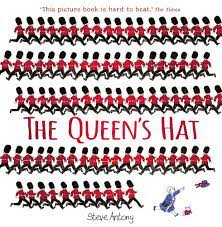 "This picture book is hard to beat." The Times
THE QUEEN'S HAT
Steve Antony